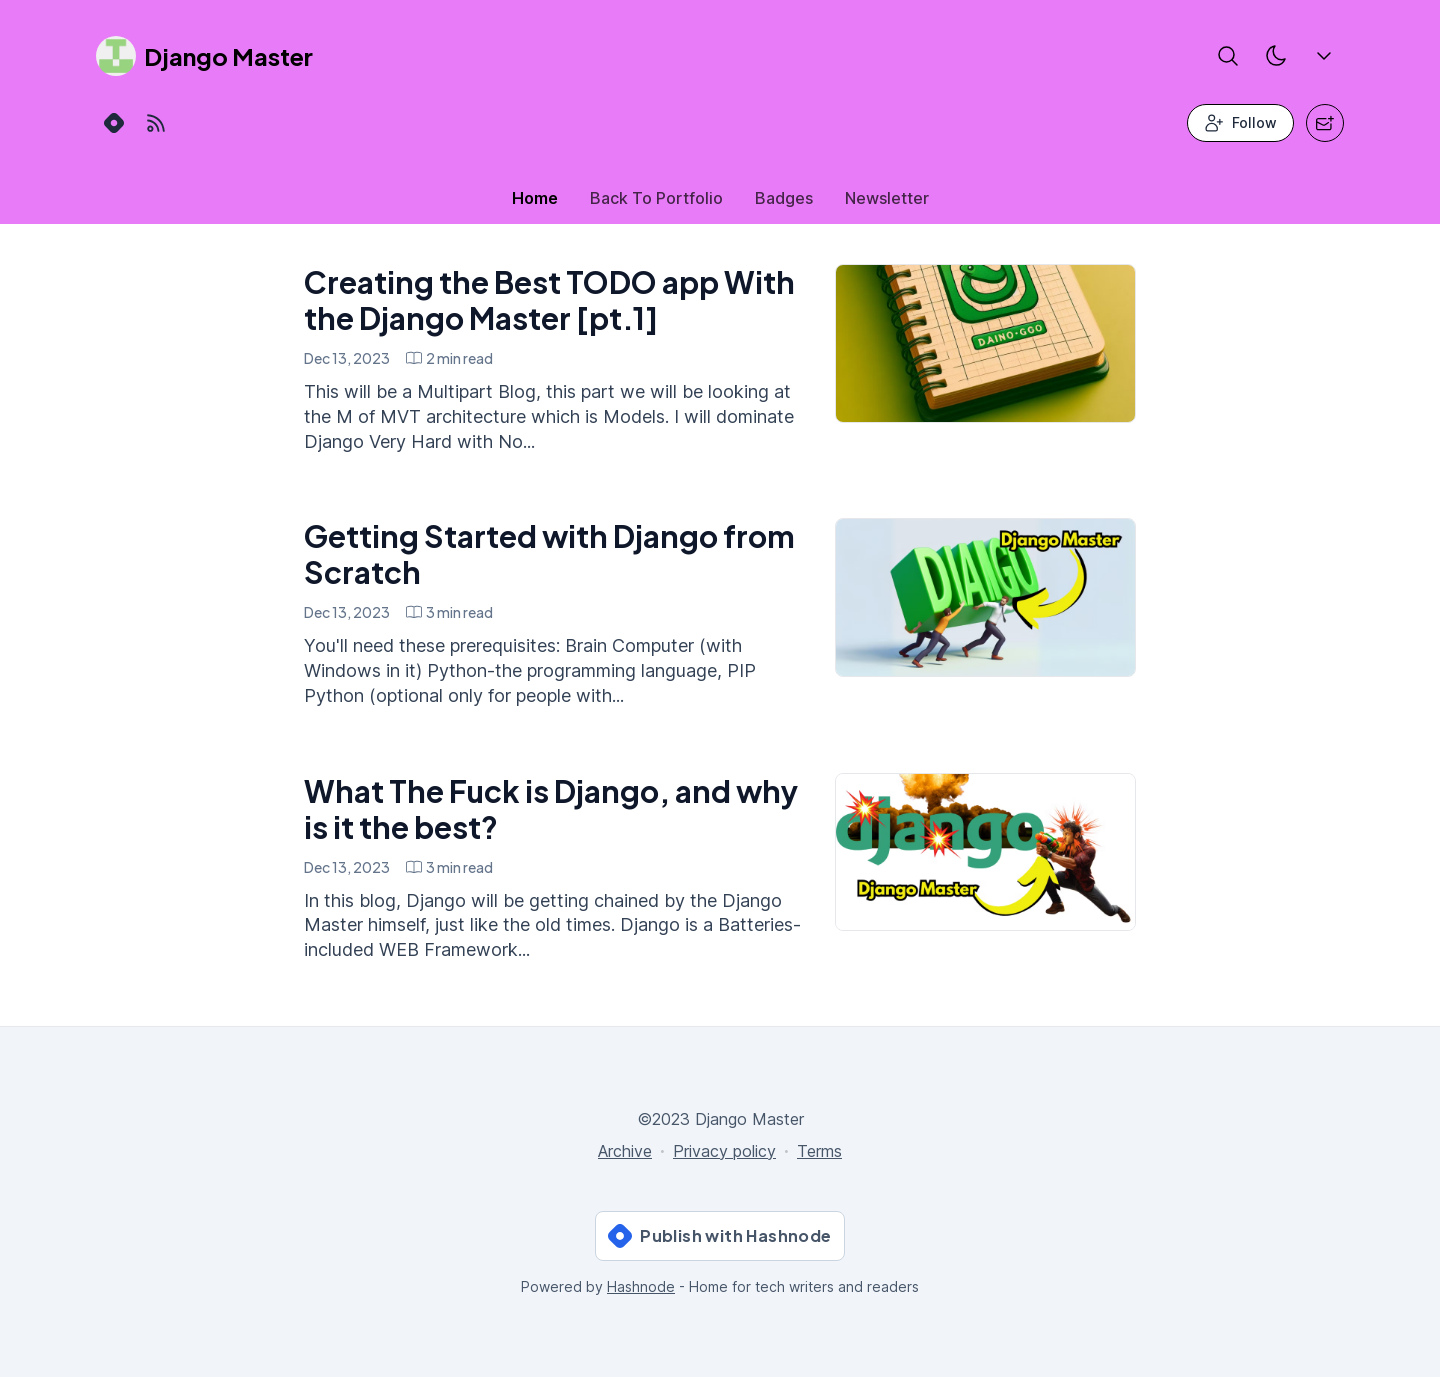 Django Master
Follow
Home Back To Portfolio Badges Newsletter
Creating the Best TODO app With
the Django Master [pt.1]
Dec 13, 2023 2 min read
This will be a Multipart Blog, this part we will be looking at
the M of MVT architecture which is Models. I will dominate
Django Very Hard with No...
DAINO-GOO
Getting Started with Django from
Scratch
Dec 13, 2023 3 min read
You'll need these prerequisites: Brain Computer (with
Windows in it) Python-the programming language, PIP
Python (optional only for people with...
Django Master
DJANGO
What The Fuck is Django, and why
is it the best?
Dec 13, 2023 3 min read
In this blog, Django will be getting chained by the Django
Master himself, just like the old times. Django is a Batteries-
included WEB Framework...
django
Django Master
©2023 Django Master
Archive · Privacy policy · Terms
Publish with Hashnode
Powered by Hashnode - Home for tech writers and readers